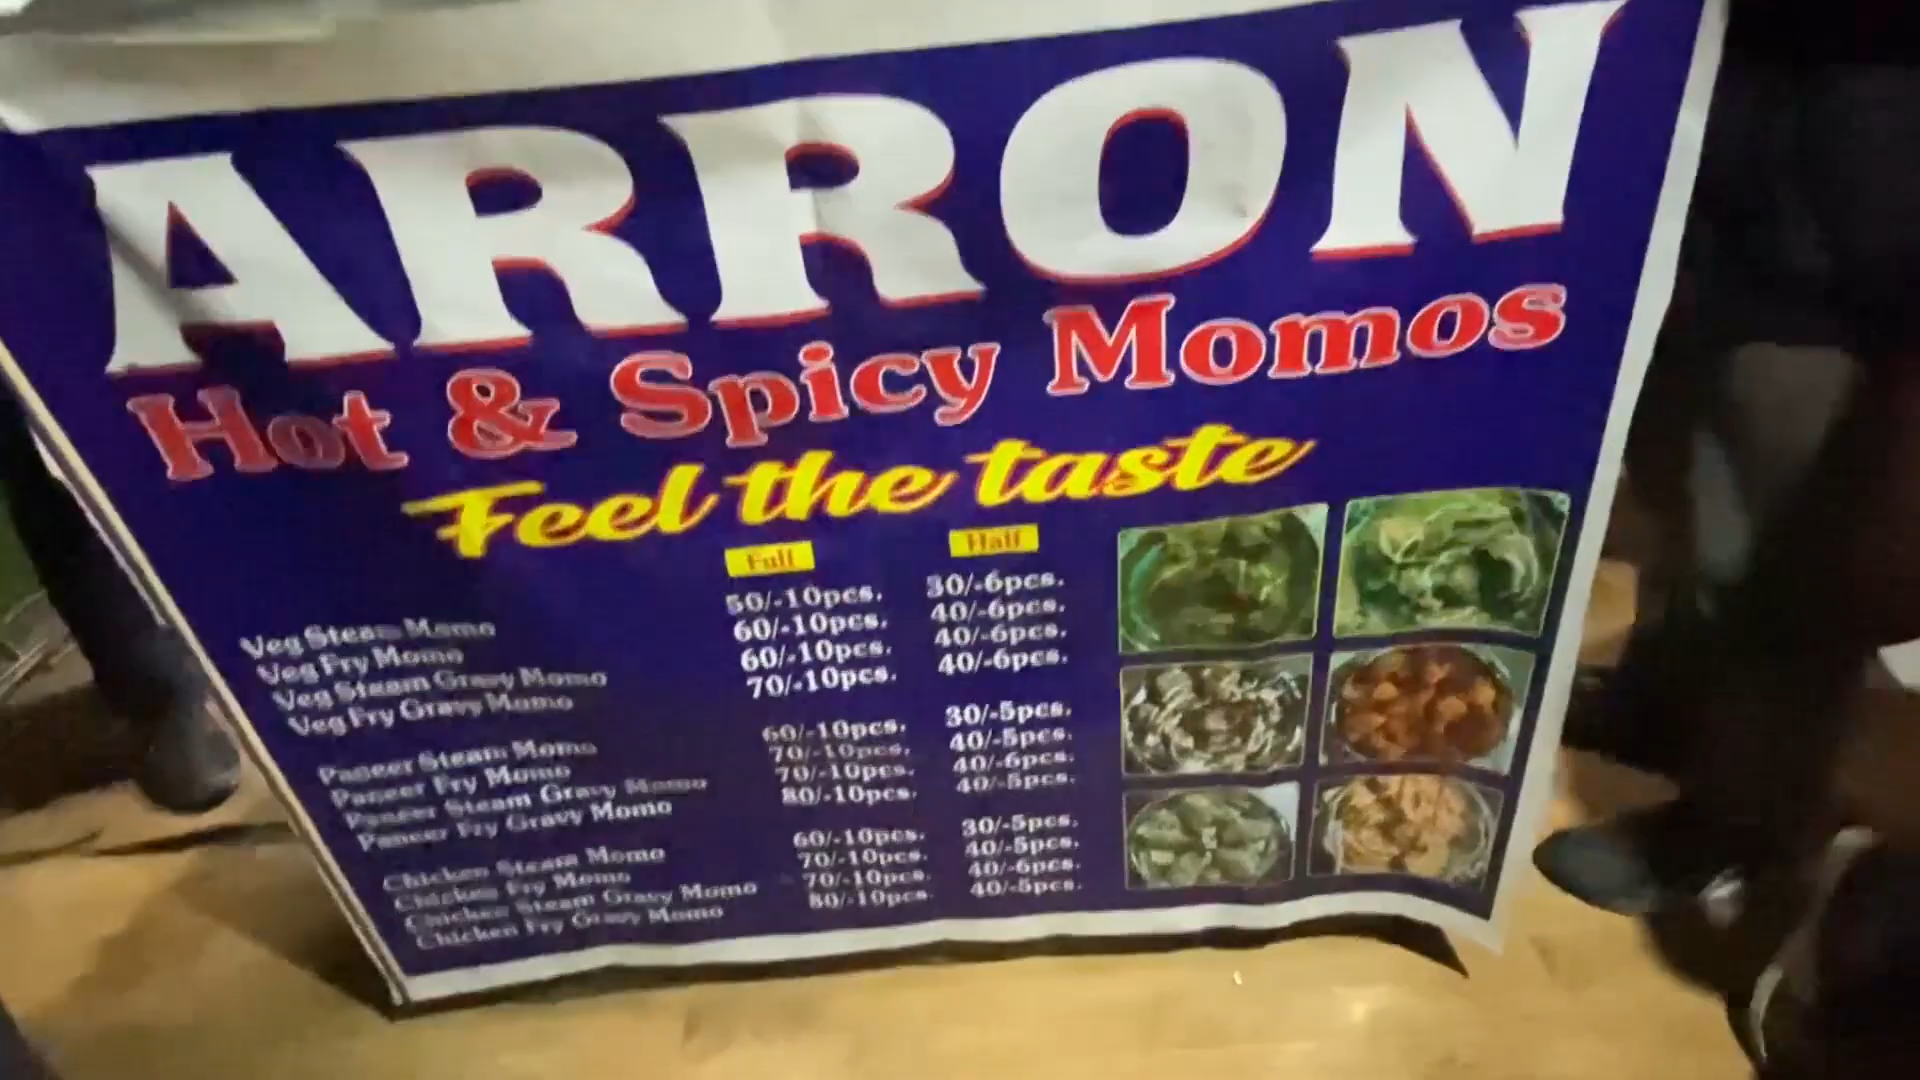 ARRON
Hot & Spicy Momos
Feel the taste
Full Half
Veg Steam Momo 50/-10pcs. 30/-6pcs.
Veg Fry Momo 60/-10pcs. 40/-6pcs.
Veg Steam Gravy Momo 60/-10pcs. 40/-6pcs.
Veg Fry Gravy Momo 70/-10pcs. 40/-6pcs.
Paneer Steam Momo 60/-10pcs. 30/-5pcs.
Paneer Fry Momo 70/-10pcs. 40/-5pcs.
Paneer Steam Gravy Momo 70/-10pcs. 40/-6pcs.
Paneer Fry Gravy Momo 80/-10pcs. 40/-5pcs.
Chicken Steam Momo 60/-10pcs. 30/-5pcs.
Chicken Fry Momo 70/-10pcs. 40/-5pcs.
Chicken Steam Gravy Momo 70/-10pcs. 40/-6pcs.
Chicken Fry Gravy Momo 80/-10pcs. 40/-5pcs.